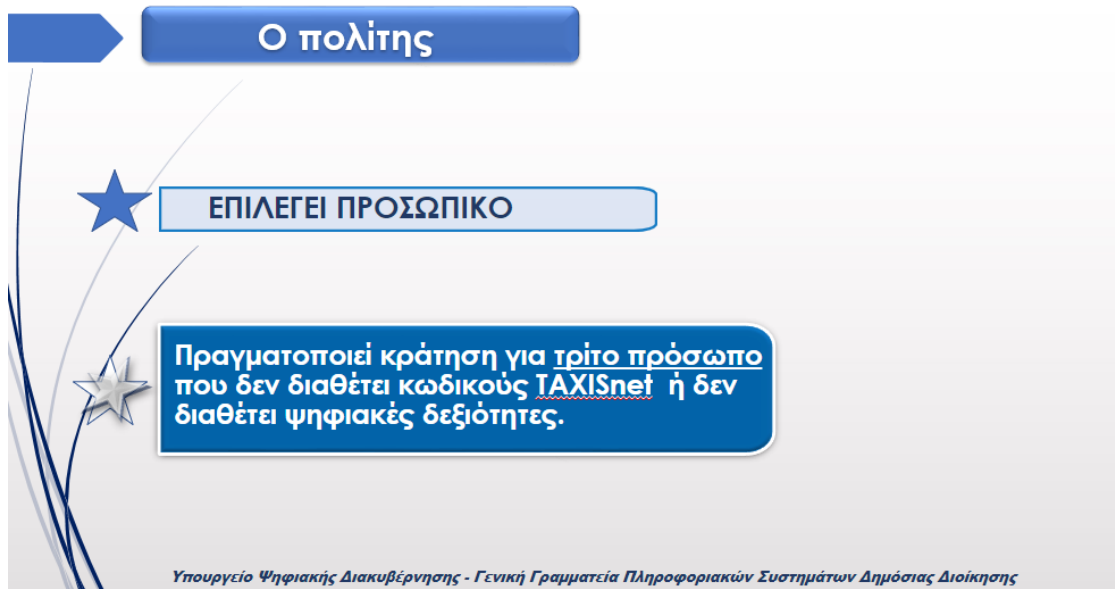 Ο πολίτης
ΕΠΙΛΕΓΕΙ ΠΡΟΣΩΠΙΚΟ
Πραγματοποιεί κράτηση για τρίτο πρόσωπο
που δεν διαθέτει κωδικούς TAXISnet ή δεν
διαθέτει ψηφιακές δεξιότητες.
Υπουργείο Ψηφιακής Διακυβέρνησης - Γενική Γραμματεία Πληροφοριακών Συστημάτων Δημόσιας Διοίκησης